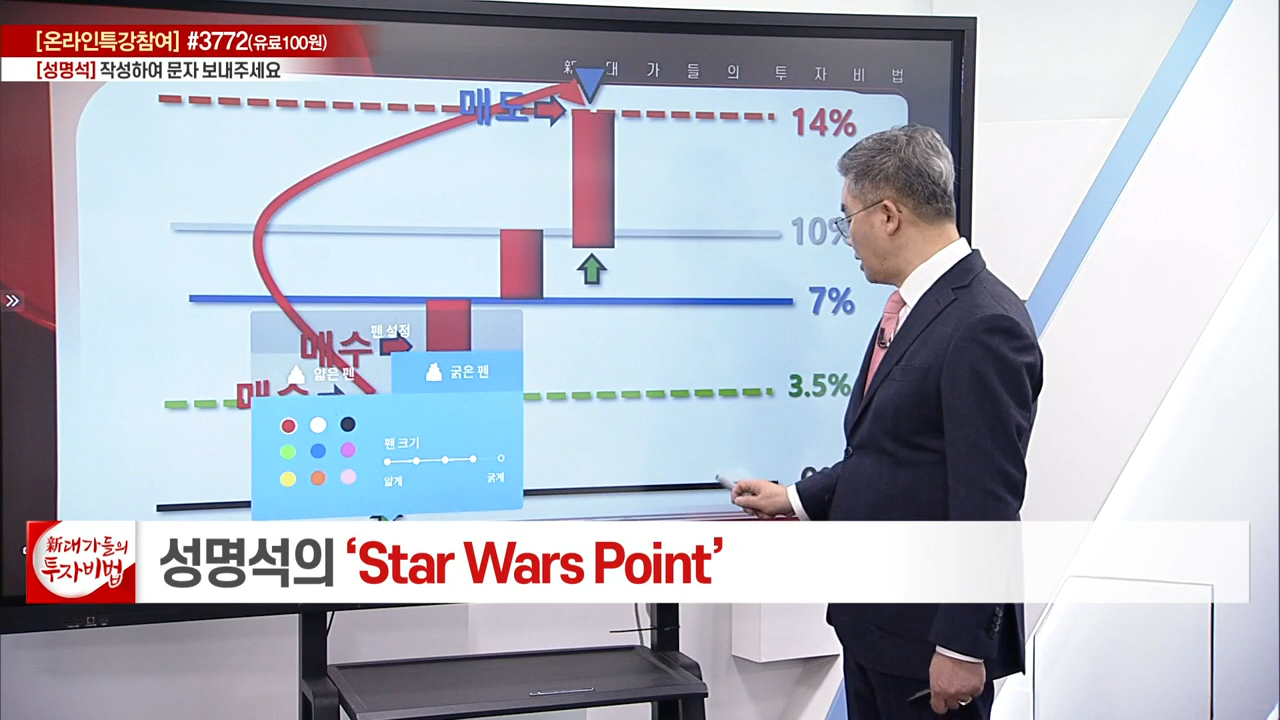 [온라인특강참여] #3772(유료100원)
[성명석] 작성하여 문자 보내주세요
新 대 가 들 의 투 자 비 법
매도
14%
10%
7%
펜 설정
매수
얇은 펜
굵은 펜
3.5%
펜 크기
얇게
굵게
新대가들의
투자비법
성명석의 ‘Star Wars Point’